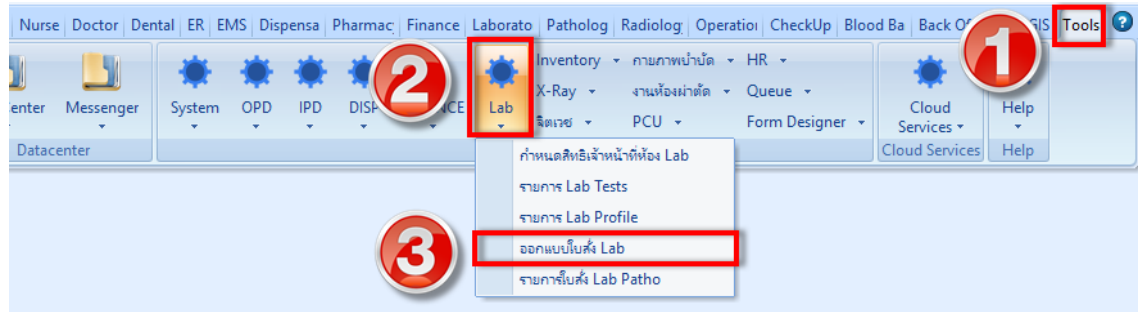 Nurse Doctor Dental ER EMS Dispensa Pharmac Finance Laborato Patholog Radiolog Operatio CheckUp Blood Ba Back Of GIS Tools
1
2
Inventory กายภาพบำบัด HR
enter Messenger System OPD IPD DISP CE Lab X-Ray งานห้องผ่าตัด Queue Cloud Services Help
จิตเวช PCU Form Designer
Datacenter Cloud Services Help
กำหนดสิทธิเจ้าหน้าที่ห้อง Lab
รายการ Lab Tests
รายการ Lab Profile
3
ออกแบบใบสั่ง Lab
รายการใบสั่ง Lab Patho